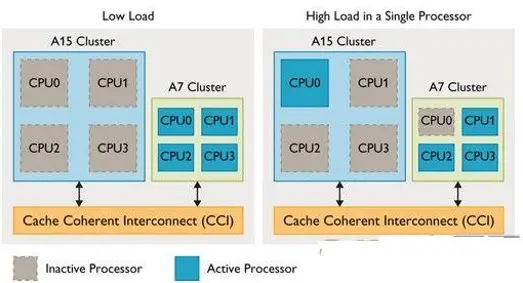 Low Load
A15 Cluster
CPU0 CPU1
CPU2 CPU3
A7 Cluster
CPU0 CPU1
CPU2 CPU3
Cache Coherent Interconnect (CCI)
High Load in a Single Processor
A15 Cluster
CPU0 CPU1
CPU2 CPU3
A7 Cluster
CPU0 CPU1
CPU2 CPU3
Cache Coherent Interconnect (CCI)
Inactive Processor
Active Processor